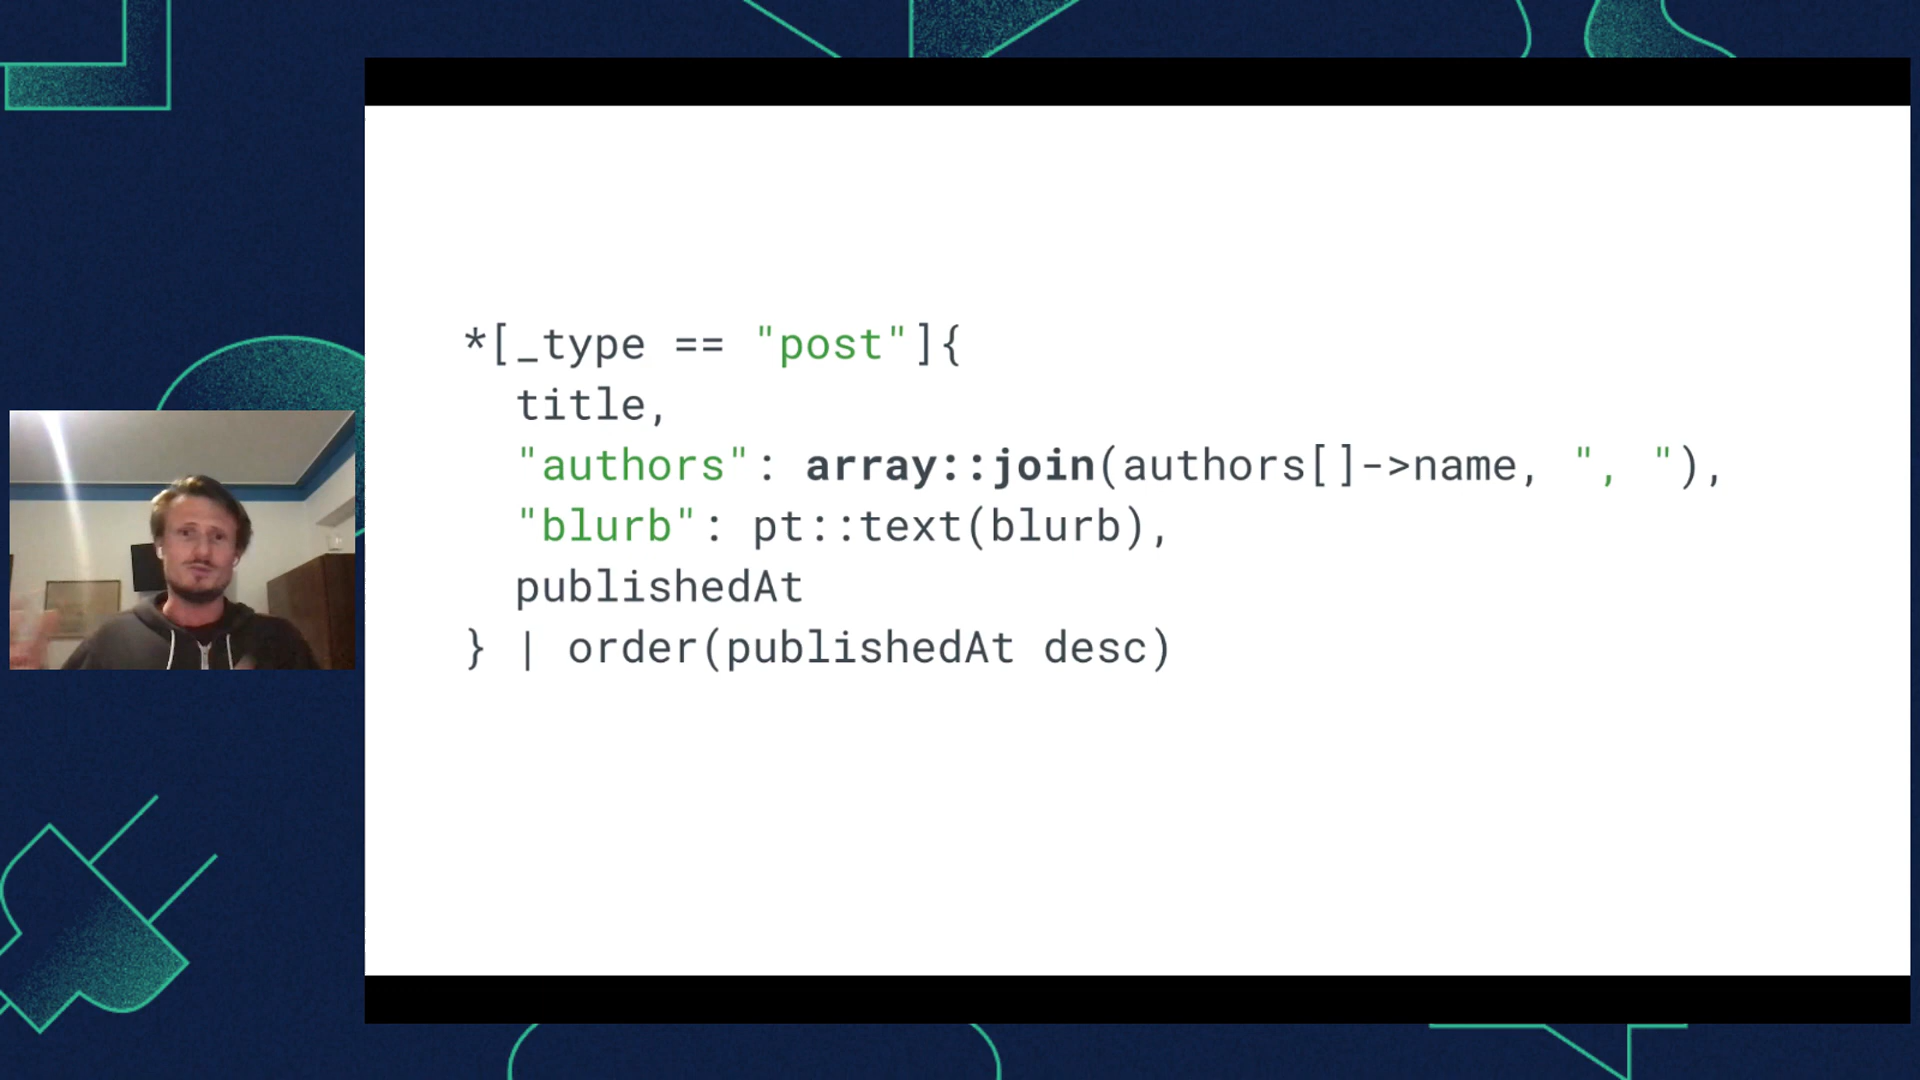 *[_type == "post"]{
title,
"authors": array::join(authors[]->name, ", "),
"blurb": pt::text(blurb),
publishedAt
} | order(publishedAt desc)